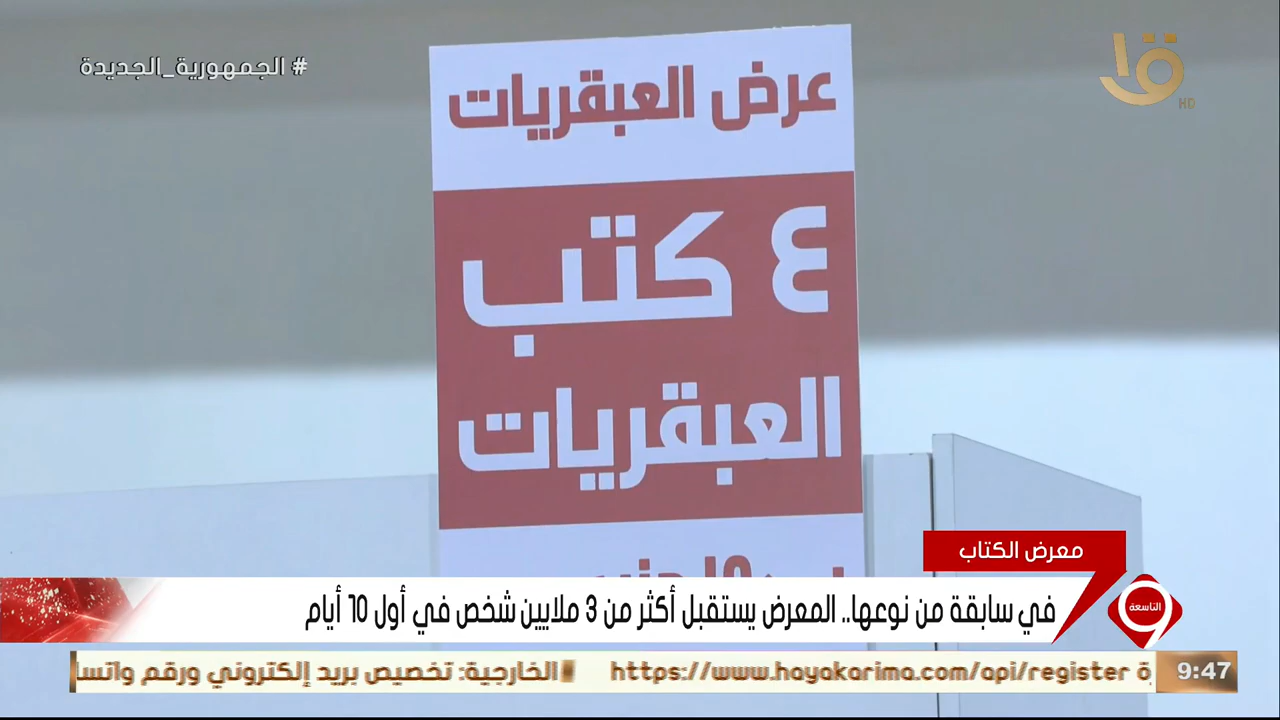 # الجمهورية_الجديدة
HD
عرض العبقريات
٤ كتب
العبقريات
معرض الكتاب
التاسعة
في سابقة من نوعها.. المعرض يستقبل أكثر من 3 ملايين شخص في أول 10 أيام
https://www.hayakarima.com/api/register الخارجية: تخصيص بريد إلكتروني ورقم
9:47